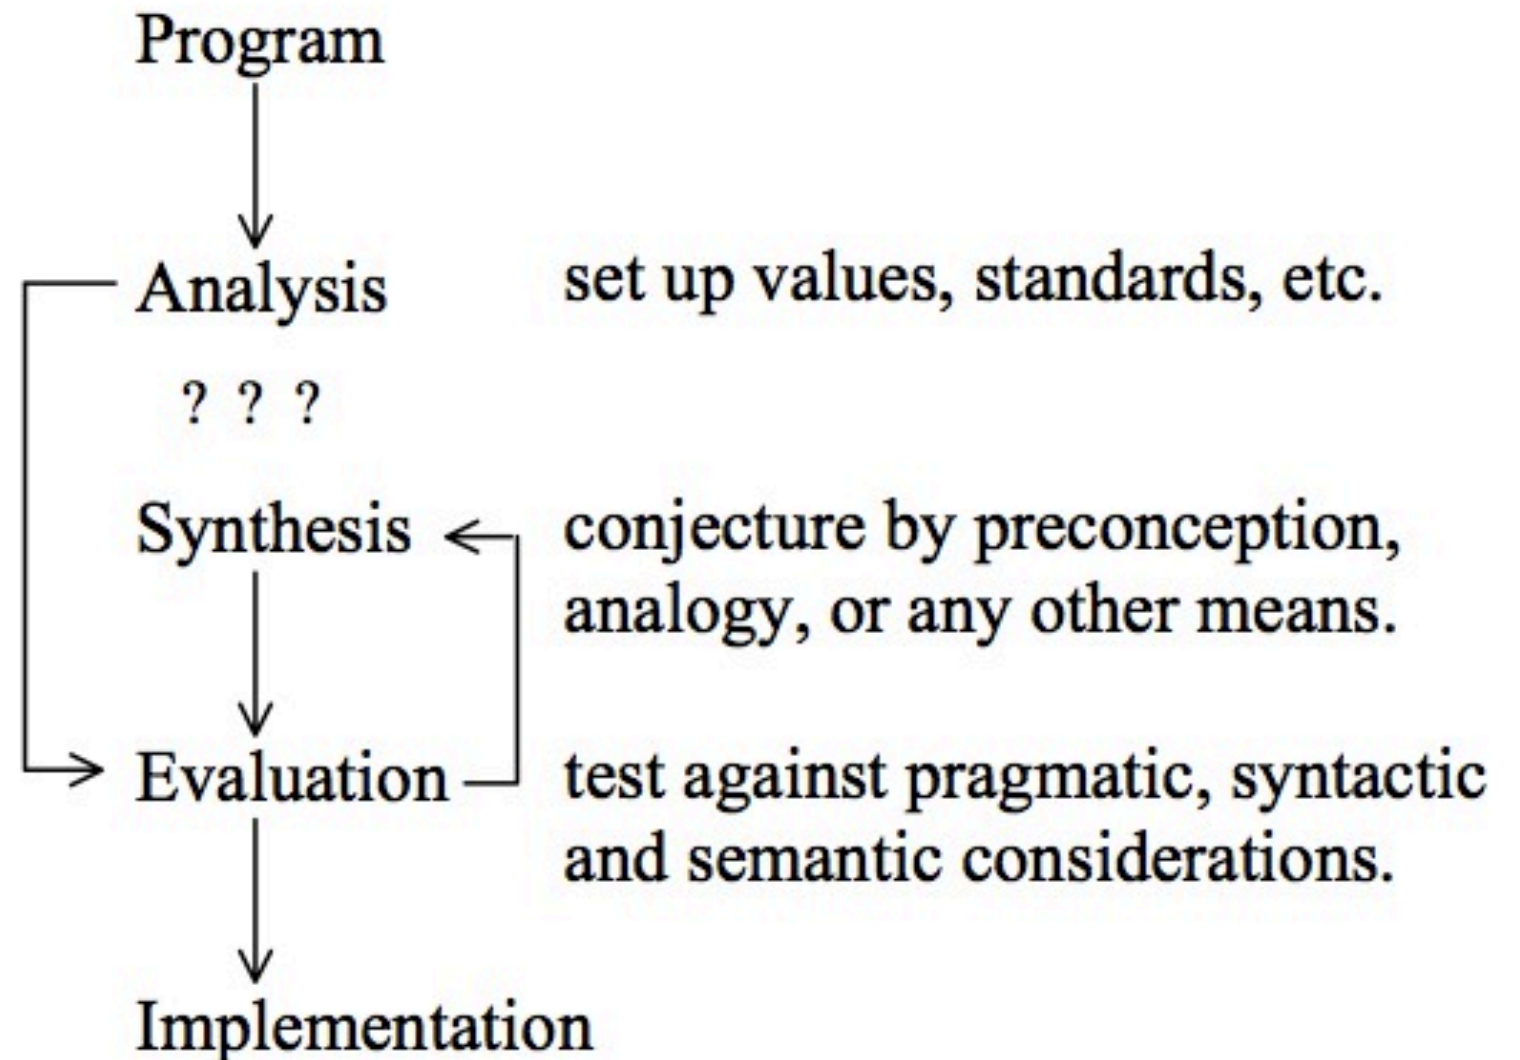 Program
Analysis set up values, standards, etc.
? ? ?
Synthesis conjecture by preconception,
analogy, or any other means.
Evaluation test against pragmatic, syntactic
and semantic considerations.
Implementation